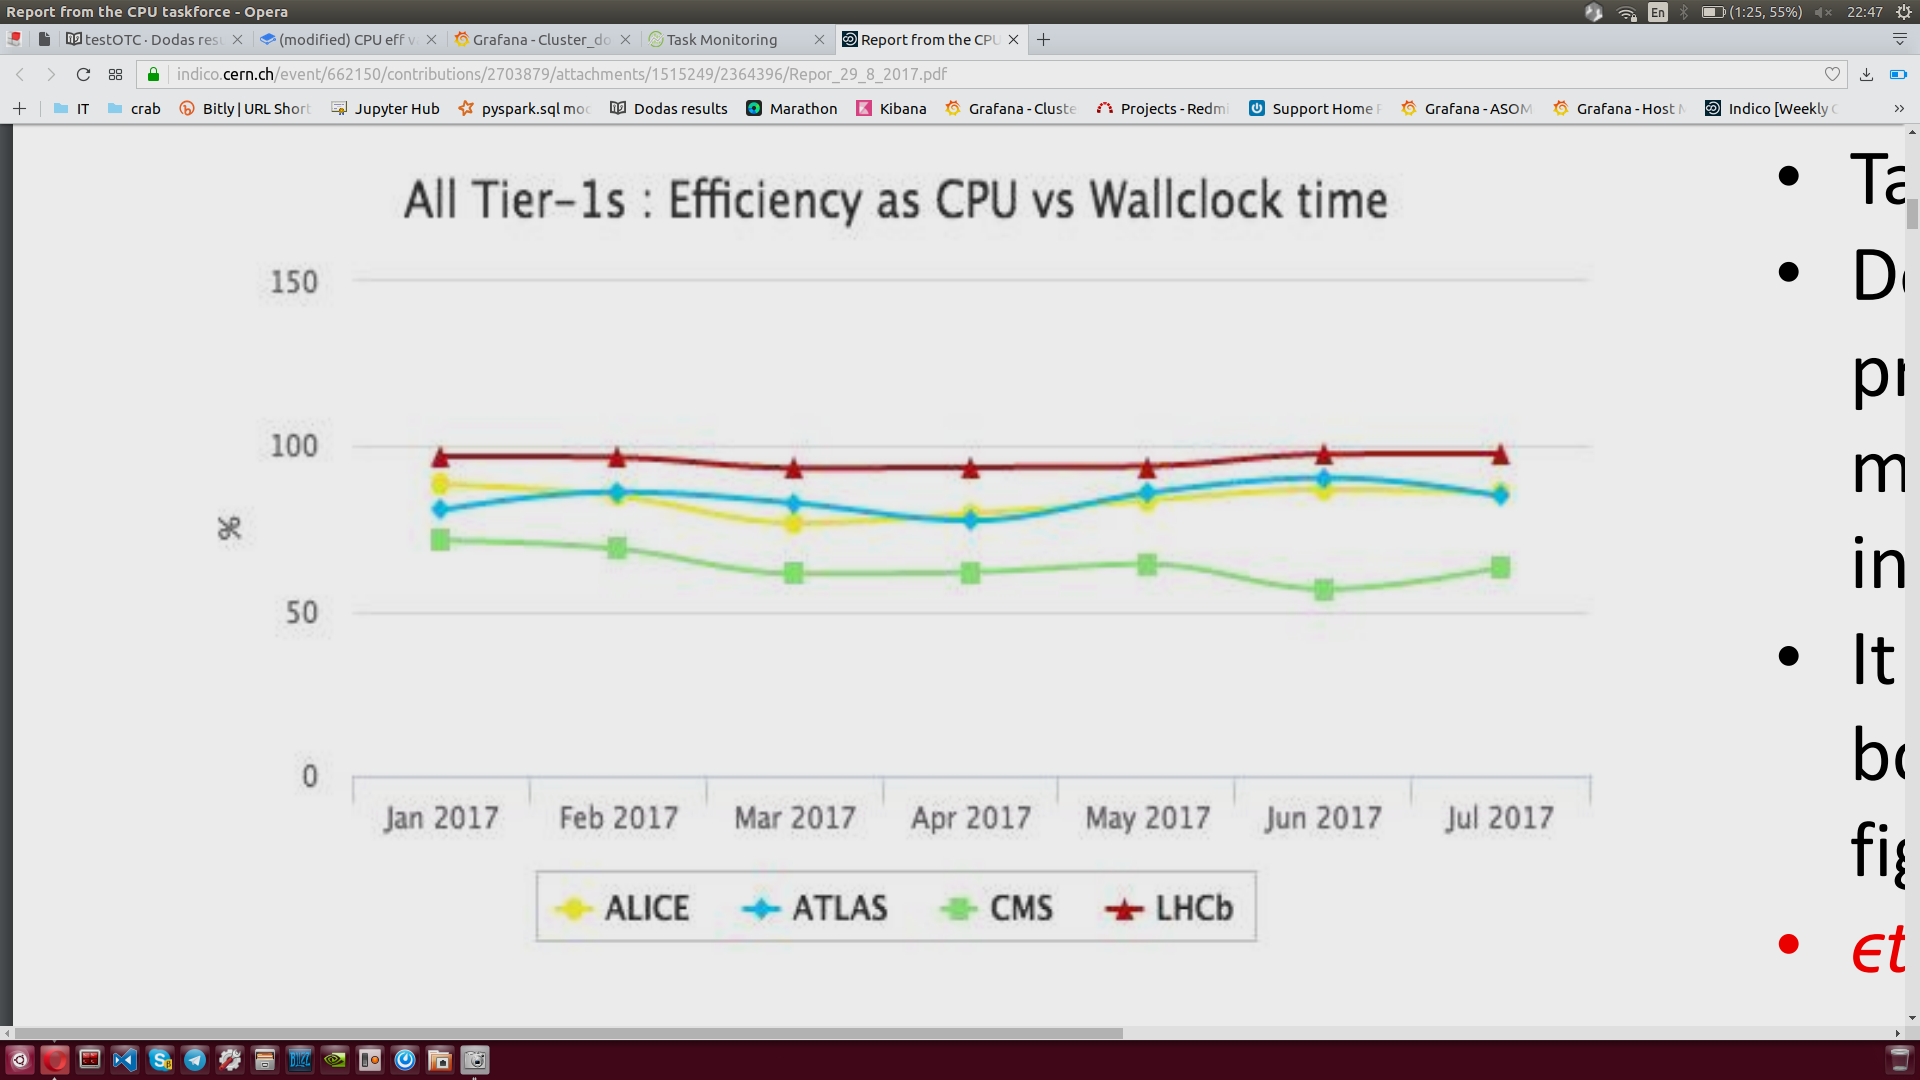 Report from the CPU taskforce - Opera
En (1:25, 55%) 22:47
testOTC · Dodas res
(modified) CPU eff v
Grafana - Cluster_do
Task Monitoring
Report from the CPU
indico.cern.ch/event/662150/contributions/2703879/attachments/1515249/2364396/Repor_29_8_2017.pdf
IT crab Bitly | URL Short Jupyter Hub pyspark.sql mod Dodas results Marathon Kibana Grafana - Cluste Projects - Redmi Support Home Grafana - ASOM Grafana - Host Indico [Weekly
All Tier-1s : Efficiency as CPU vs Wallclock time
150
100
%
50
0
Jan 2017 Feb 2017 Mar 2017 Apr 2017 May 2017 Jun 2017 Jul 2017
ALICE ATLAS CMS LHCb
• Ta
• De
pr
m
in
• It
bo
fig
• ϵt